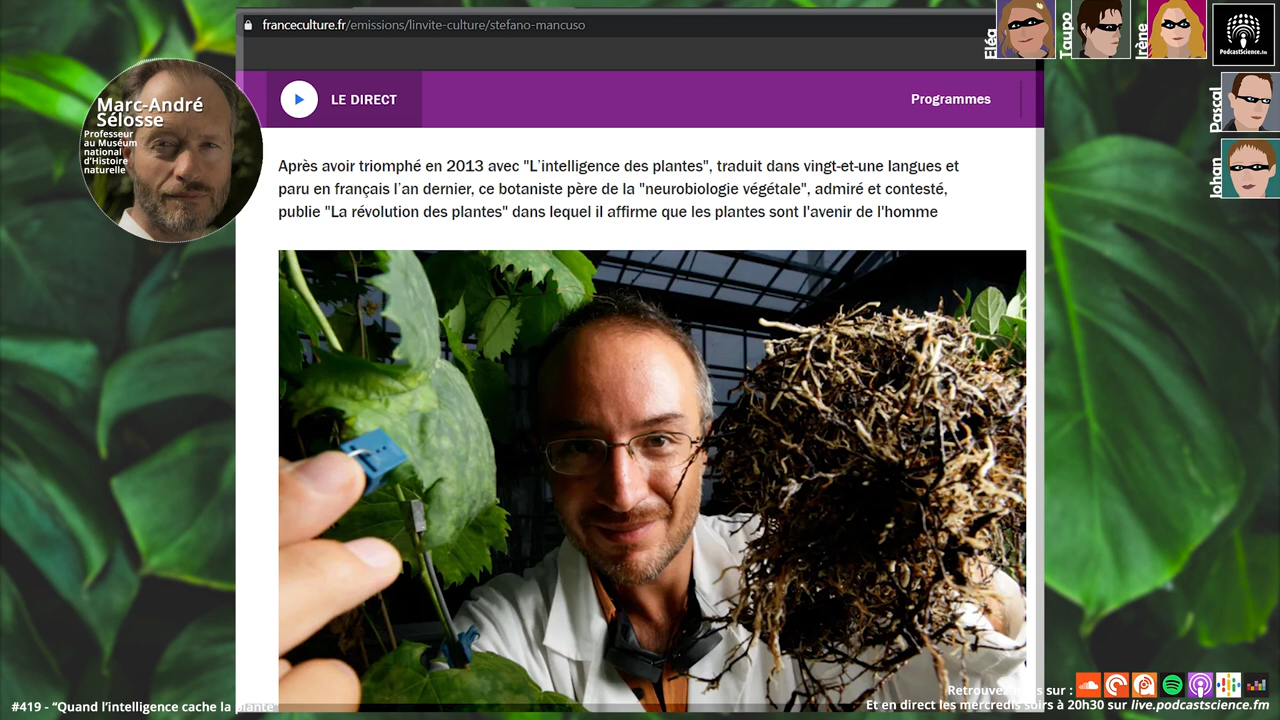 franceculture.fr/emissions/linvite-culture/stefano-mancuso
Eléa
Taupo
Irène
PodcastScience.fm
LE DIRECT
Programmes
Pascal
Johan
Marc-André
Sélosse
Professeur
au Muséum
national
d'Histoire
naturelle
Après avoir triomphé en 2013 avec "L'intelligence des plantes", traduit dans vingt-et-une langues et
paru en français l'an dernier, ce botaniste père de la "neurobiologie végétale", admiré et contesté,
publie "La révolution des plantes" dans lequel il affirme que les plantes sont l'avenir de l'homme
Retrouvez sur :
#419 - "Quand l'intelligence cache la plante"
Et en direct les mercredis soirs à 20h30 sur live.podcastscience.fm